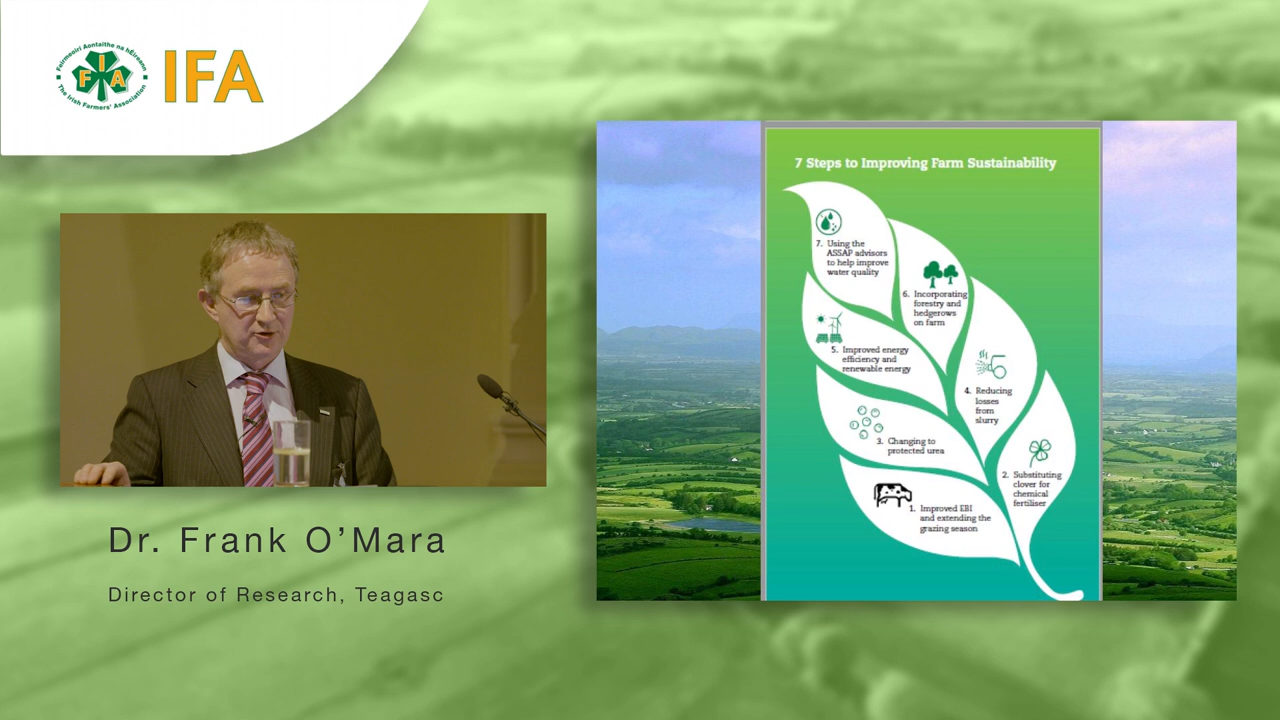 Feirmeoirí Aontaithe na hÉireann
FIA
The Irish Farmers' Association
IFA
7 Steps to Improving Farm Sustainability
7. Using the
ASSAP advisors
to help improve
water quality
6. Incorporating
forestry and
hedgerows
on farm
5. Improved energy
efficiency and
renewable energy
4. Reducing
losses
from
slurry
3. Changing to
protected urea
2. Substituting
clover for
chemical
fertiliser
1. Improved EBI
and extending the
grazing season
Dr. Frank O’Mara
Director of Research, Teagasc